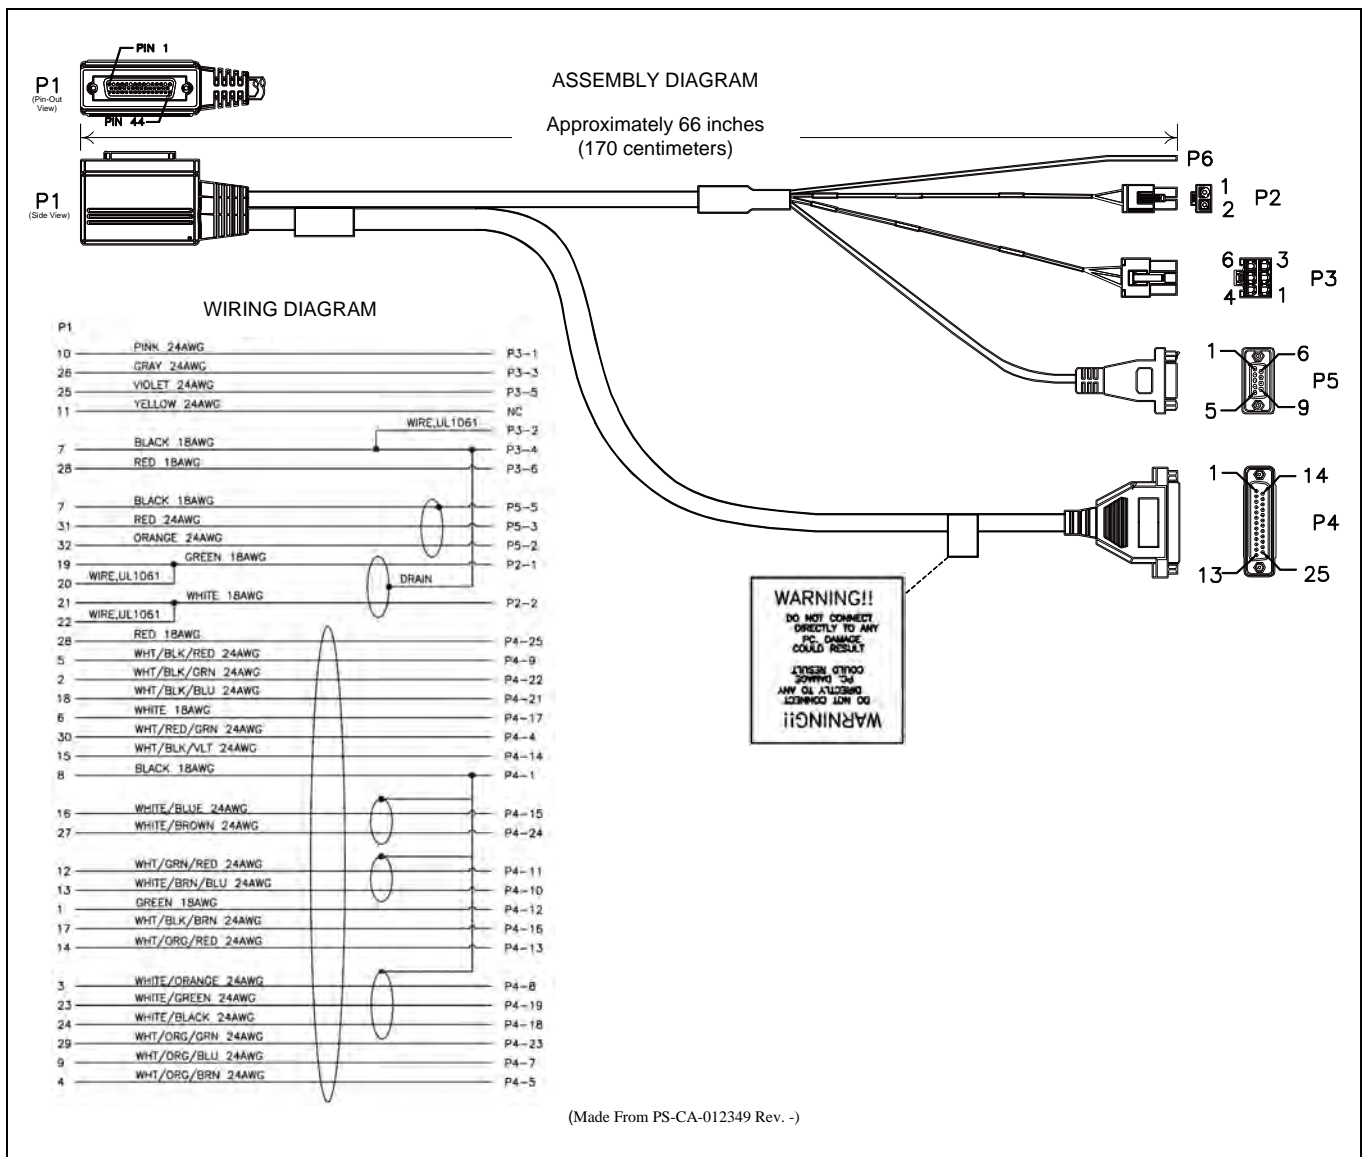 PIN 1
P1
(Pin-Out
View)
PIN 44
ASSEMBLY DIAGRAM
Approximately 66 inches
(170 centimeters)
P6
P1
(Side View)
1
2
P2
6 3
4 1
P3
1 6
5 9
P5
1 14
13 25
P4
WARNING!!
DO NOT CONNECT
DIRECTLY TO ANY
PC. DAMAGE
COULD RESULT
WARNING!!
DO NOT CONNECT
DIRECTLY TO ANY
PC. DAMAGE
COULD RESULT
WIRING DIAGRAM
P1
10 PINK 24AWG P3-1
26 GRAY 24AWG P3-3
25 VIOLET 24AWG P3-5
11 YELLOW 24AWG NC
WIRE,UL1061 P3-2
7 BLACK 18AWG P3-4
28 RED 18AWG P3-6
7 BLACK 18AWG P5-5
31 RED 24AWG P5-3
32 ORANGE 24AWG P5-2
19 GREEN 18AWG P2-1
20 WIRE,UL1061 DRAIN
21 WHITE 18AWG P2-2
22 WIRE,UL1061
28 RED 18AWG P4-25
5 WHT/BLK/RED 24AWG P4-9
2 WHT/BLK/GRN 24AWG P4-22
18 WHT/BLK/BLU 24AWG P4-21
6 WHITE 18AWG P4-17
30 WHT/RED/GRN 24AWG P4-4
15 WHT/BLK/VLT 24AWG P4-14
8 BLACK 18AWG P4-1
16 WHITE/BLUE 24AWG P4-15
27 WHITE/BROWN 24AWG P4-24
12 WHT/GRN/RED 24AWG P4-11
13 WHITE/BRN/BLU 24AWG P4-10
1 GREEN 18AWG P4-12
17 WHT/BLK/BRN 24AWG P4-16
14 WHT/ORG/RED 24AWG P4-13
3 WHITE/ORANGE 24AWG P4-8
23 WHITE/GREEN 24AWG P4-19
24 WHITE/BLACK 24AWG P4-18
29 WHT/ORG/GRN 24AWG P4-23
9 WHT/ORG/BLU 24AWG P4-7
4 WHT/ORG/BRN 24AWG P4-5
(Made From PS-CA-012349 Rev. -)